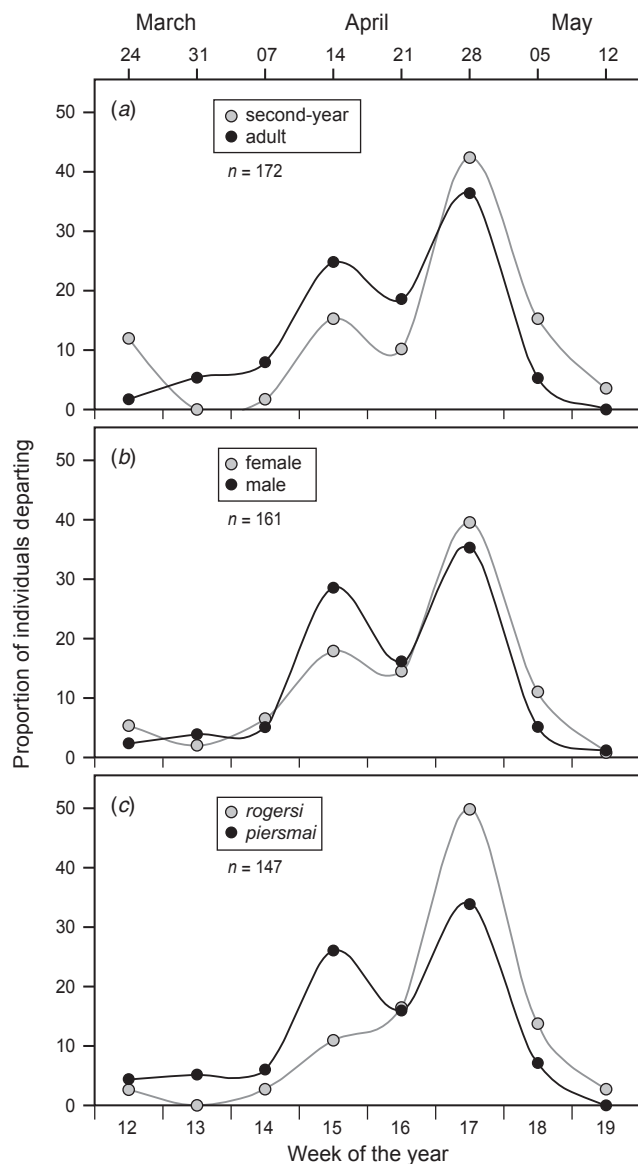 March April May
24 31 07 14 21 28 05 12
Proportion of individuals departing
50
40
30
20
10
0
(a)
second-year
adult
n = 172
50
40
30
20
10
0
(b)
female
male
n = 161
50
40
30
20
10
0
(c)
rogersi
piersmai
n = 147
12 13 14 15 16 17 18 19
Week of the year